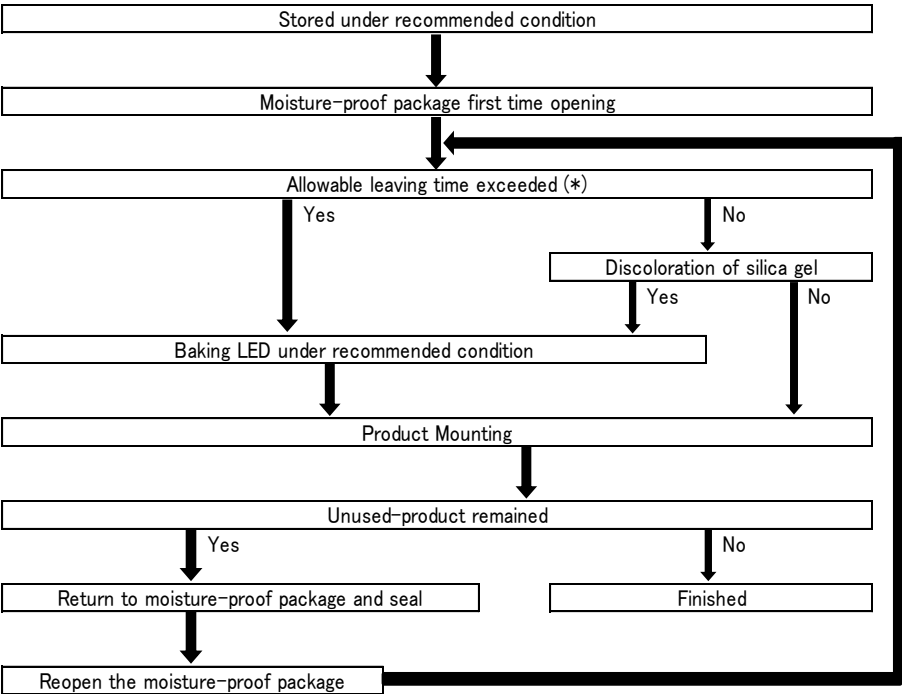 Stored under recommended condition
Moisture-proof package first time opening
Allowable leaving time exceeded (*)
Yes
No
Discoloration of silica gel
Yes
No
Baking LED under recommended condition
Product Mounting
Unused-product remained
Yes
No
Return to moisture-proof package and seal
Finished
Reopen the moisture-proof package